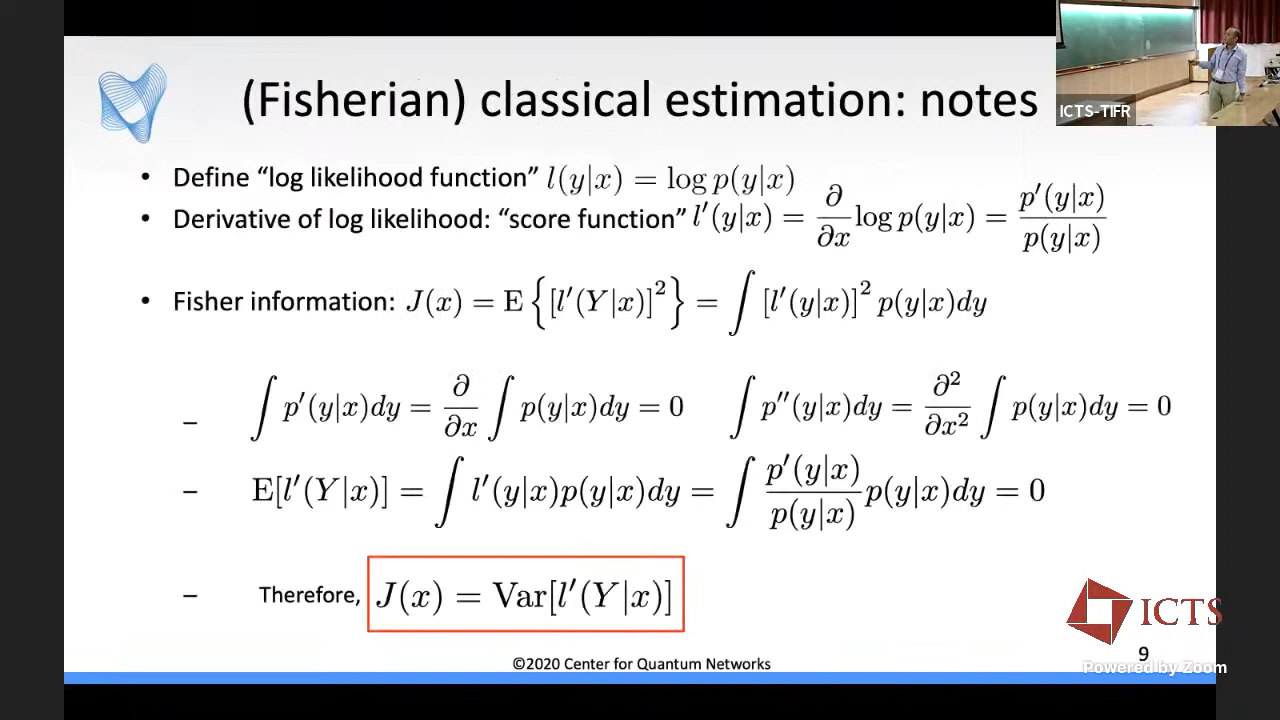 (Fisherian) classical estimation: notes
ICTS-TIFR
• Define “log likelihood function” l(y|x) = log p(y|x)
• Derivative of log likelihood: “score function” l′(y|x) = ∂/∂x log p(y|x) = p′(y|x)/p(y|x)
• Fisher information: J(x) = E{[l′(Y|x)]²} = ∫ [l′(y|x)]² p(y|x)dy
– ∫ p′(y|x)dy = ∂/∂x ∫ p(y|x)dy = 0 ∫ p″(y|x)dy = ∂²/∂x² ∫ p(y|x)dy = 0
– E[l′(Y|x)] = ∫ l′(y|x)p(y|x)dy = ∫ p′(y|x)/p(y|x) p(y|x)dy = 0
– Therefore, J(x) = Var[l′(Y|x)]
ICTS
©2020 Center for Quantum Networks
9
Powered by Zoom